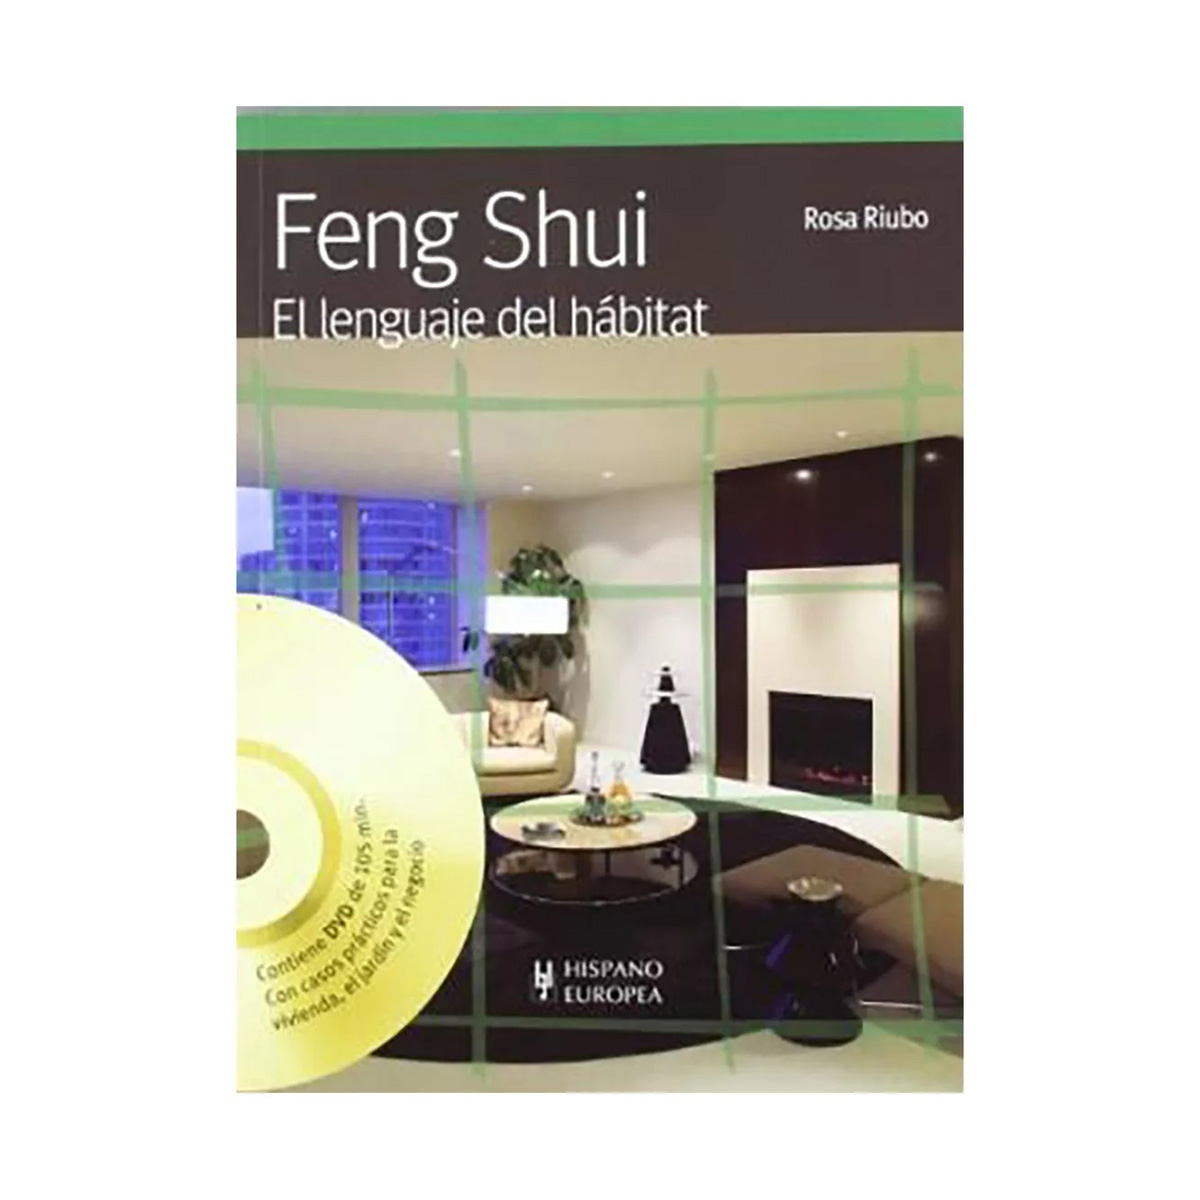 Feng Shui
Rosa Riubo
El lenguaje del hábitat
Contiene DVD de 105 min.
Con casos prácticos para la
vivienda, el jardín y el negocio
HISPANO
EUROPEA